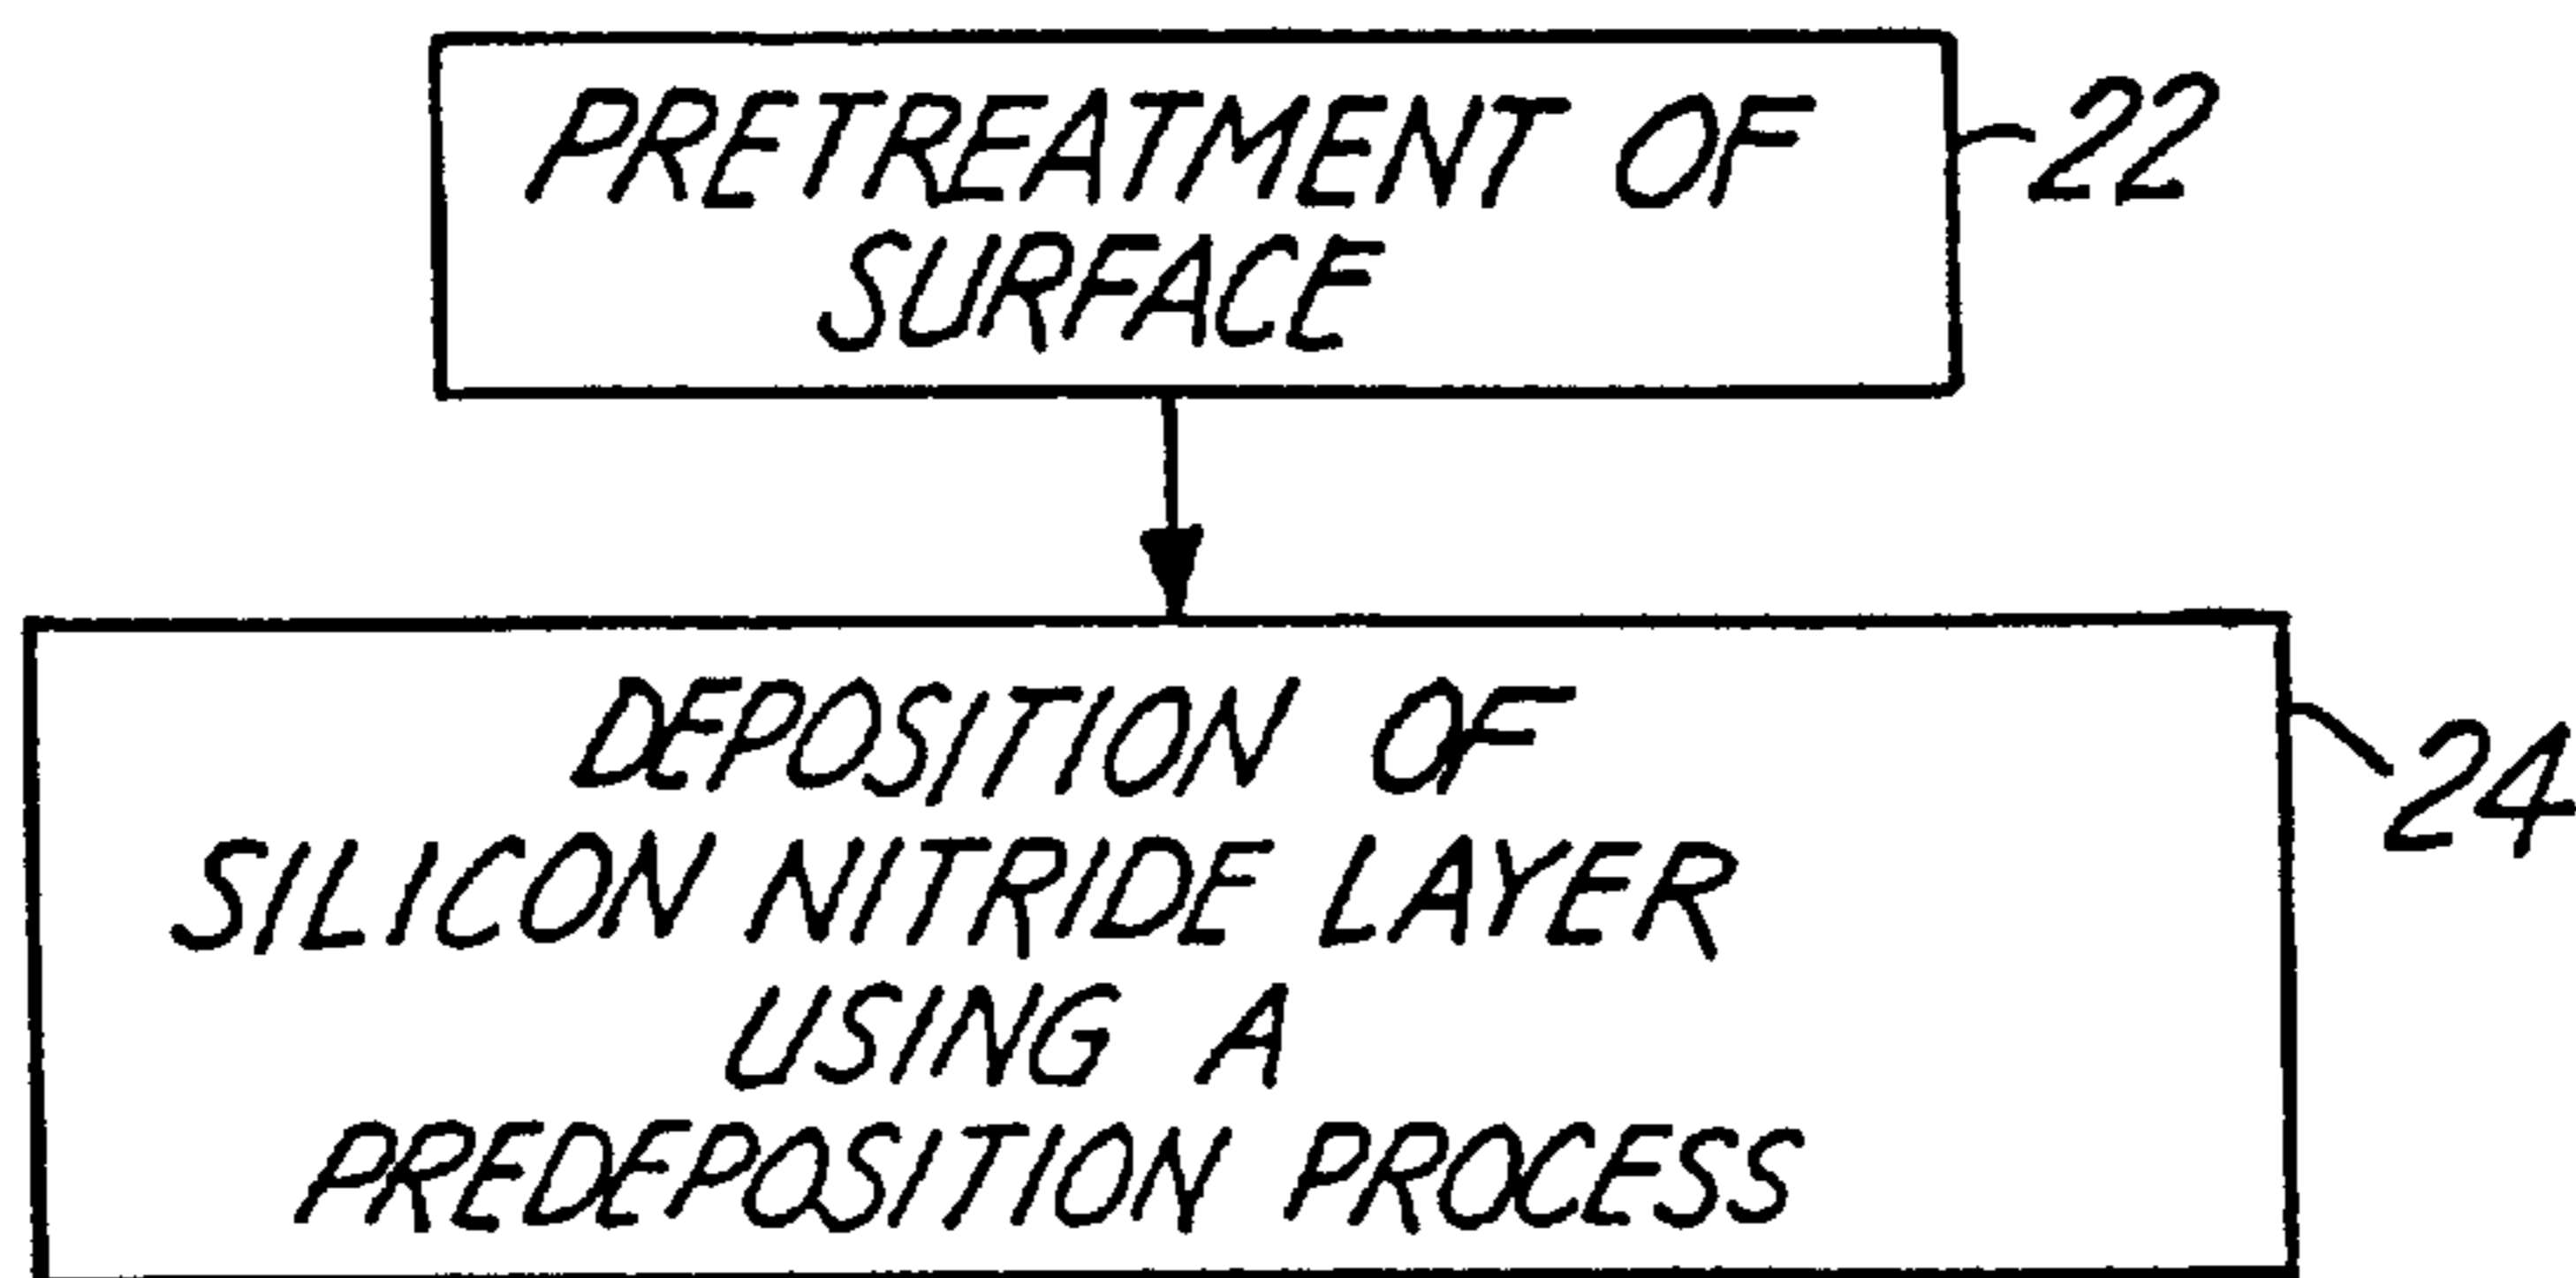 PRETREATMENT OF
SURFACE
22
DEPOSITION OF
SILICON NITRIDE LAYER
USING A
PREDEPOSITION PROCESS
24